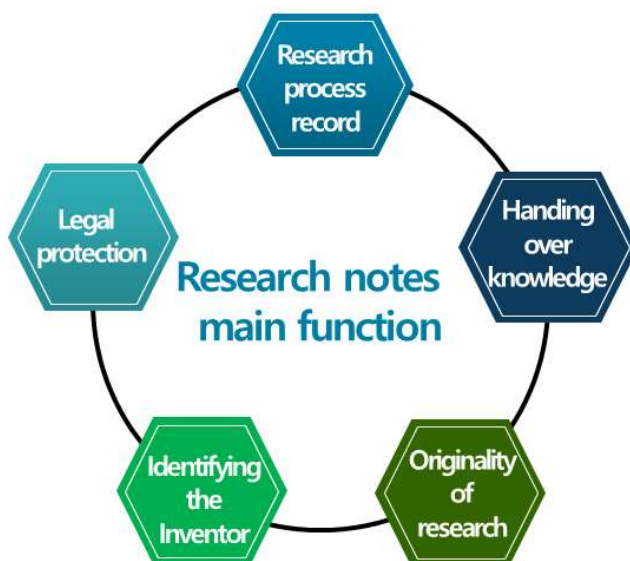 Research
process
record
Handing
over
knowledge
Originality
of
research
Identifying
the
Inventor
Legal
protection
Research notes
main function